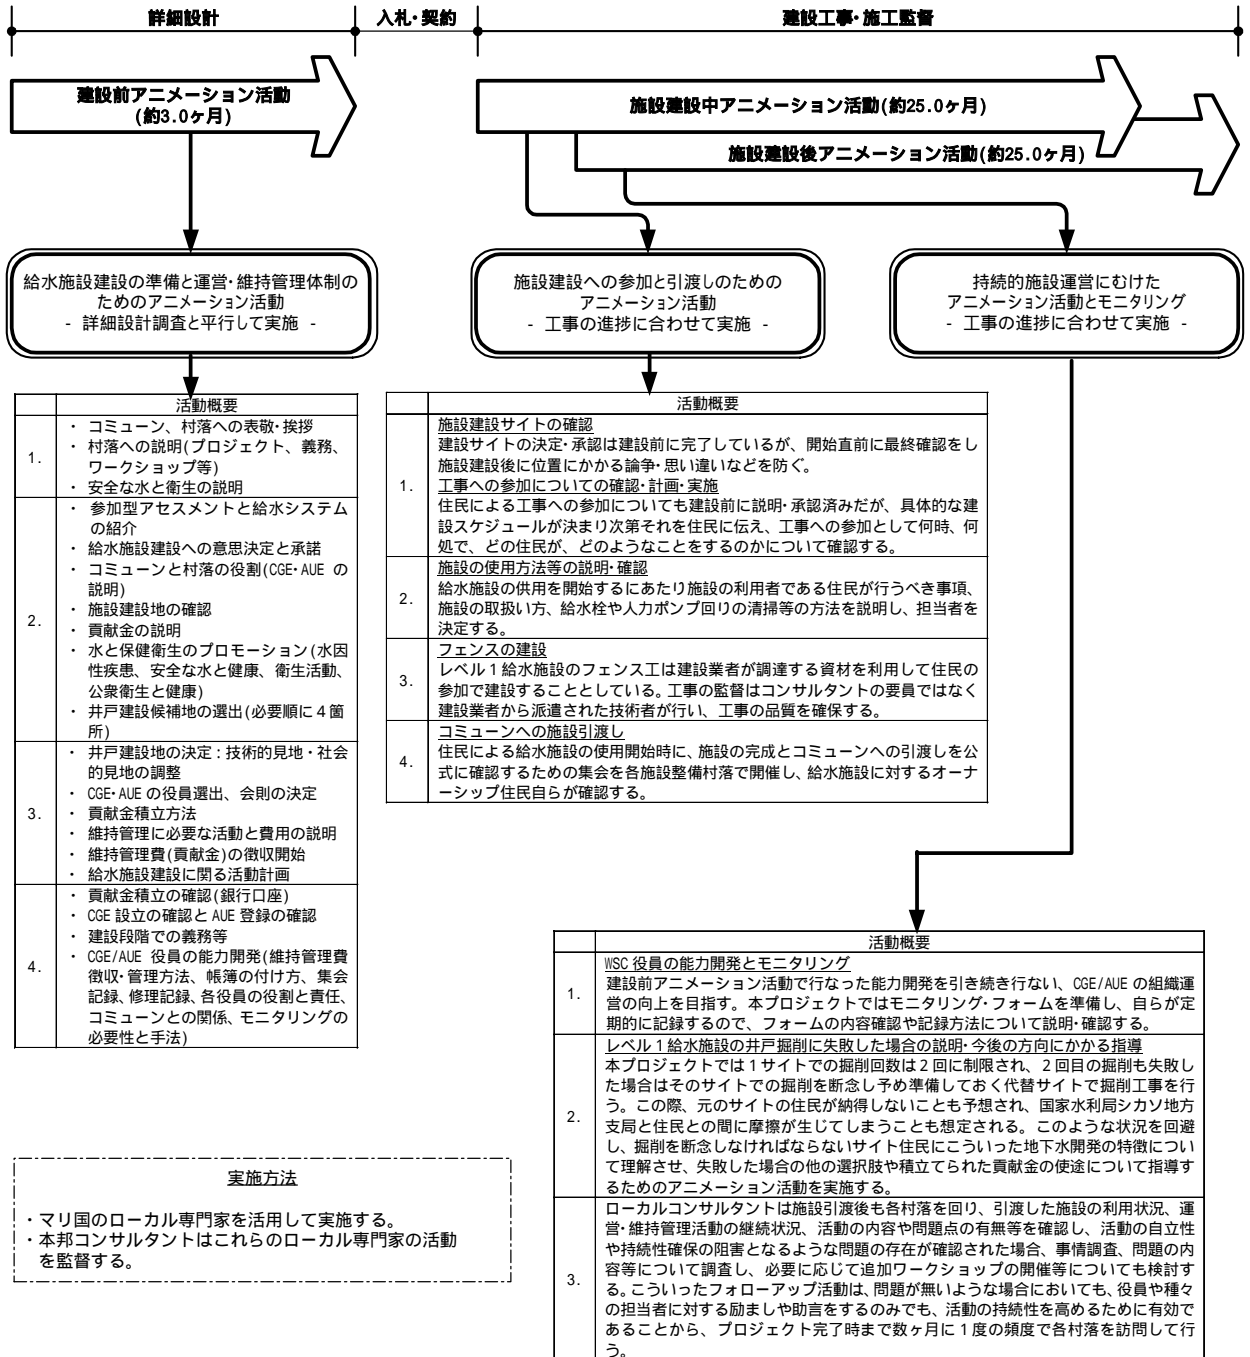 詳細設計
入札・契約
建設工事・施工監督
建設前アニメーション活動
(約3.0ヶ月)
施設建設中アニメーション活動(約25.0ヶ月)
施設建設後アニメーション活動(約25.0ヶ月)
給水施設建設の準備と運営・維持管理体制の
ためのアニメーション活動
- 詳細設計調査と平行して実施 -
施設建設への参加と引渡しのための
アニメーション活動
- 工事の進捗に合わせて実施 -
持続的施設運営にむけた
アニメーション活動とモニタリング
- 工事の進捗に合わせて実施 -
活動概要
1.
・ コミューン、村落への表敬・挨拶
・ 村落への説明(プロジェクト、義務、
ワークショップ等)
・ 安全な水と衛生の説明
2.
・ 参加型アセスメントと給水システム
の紹介
・ 給水施設建設への意思決定と承諾
・ コミューンと村落の役割(CGE・AUE の
説明)
・ 施設建設地の確認
・ 貢献金の説明
・ 水と保健衛生のプロモーション(水因
性疾患、安全な水と健康、衛生活動、
公衆衛生と健康)
・ 井戸建設候補地の選出(必要順に４箇
所)
3.
・ 井戸建設地の決定：技術的見地・社会
的見地の調整
・ CGE・AUE の役員選出、会則の決定
・ 貢献金積立方法
・ 維持管理に必要な活動と費用の説明
・ 維持管理費(貢献金)の徴収開始
・ 給水施設建設に関る活動計画
4.
・ 貢献金積立の確認(銀行口座)
・ CGE 設立の確認と AUE 登録の確認
・ 建設段階での義務等
・ CGE/AUE 役員の能力開発(維持管理費
徴収・管理方法、帳簿の付け方、集会
記録、修理記録、各役員の役割と責任、
コミューンとの関係、モニタリングの
必要性と手法)
活動概要
1.
施設建設サイトの確認
建設サイトの決定・承認は建設前に完了しているが、開始直前に最終確認をし
施設建設後に位置にかかる論争・思い違いなどを防ぐ。
工事への参加についての確認・計画・実施
住民による工事への参加についても建設前に説明・承認済みだが、具体的な建
設スケジュールが決まり次第それを住民に伝え、工事への参加として何時、何
処で、どの住民が、どのようなことをするのかについて確認する。
2.
施設の使用方法等の説明・確認
給水施設の供用を開始するにあたり施設の利用者である住民が行うべき事項、
施設の取扱い方、給水栓や人力ポンプ回りの清掃等の方法を説明し、担当者を
決定する。
3.
フェンスの建設
レベル１給水施設のフェンス工は建設業者が調達する資材を利用して住民の
参加で建設することとしている。工事の監督はコンサルタントの要員ではなく
建設業者から派遣された技術者が行い、工事の品質を確保する。
4.
コミューンへの施設引渡し
住民による給水施設の使用開始時に、施設の完成とコミューンへの引渡しを公
式に確認するための集会を各施設整備村落で開催し、給水施設に対するオーナ
ーシップ住民自らが確認する。
活動概要
1.
WSC 役員の能力開発とモニタリング
建設前アニメーション活動で行なった能力開発を引き続き行ない、CGE/AUE の組織運
営の向上を目指す。本プロジェクトではモニタリング・フォームを準備し、自らが定
期的に記録するので、フォームの内容確認や記録方法について説明・確認する。
2.
レベル１給水施設の井戸掘削に失敗した場合の説明・今後の方向にかかる指導
本プロジェクトでは１サイトでの掘削回数は２回に制限され、２回目の掘削も失敗し
た場合はそのサイトでの掘削を断念し予め準備しておく代替サイトで掘削工事を行
う。この際、元のサイトの住民が納得しないことも予想され、国家水利局シカソ地方
支局と住民との間に摩擦が生じてしまうことも想定される。このような状況を回避
し、掘削を断念しなければならないサイト住民にこういった地下水開発の特徴につい
て理解させ、失敗した場合の他の選択肢や積立てられた貢献金の使途について指導す
るためのアニメーション活動を実施する。
3.
ローカルコンサルタントは施設引渡後も各村落を回り、引渡した施設の利用状況、運
営・維持管理活動の継続状況、活動の内容や問題点の有無等を確認し、活動の自立性
や持続性確保の阻害となるような問題の存在が確認された場合、事情調査、問題の内
容等について調査し、必要に応じて追加ワークショップの開催等についても検討す
る。こういったフォローアップ活動は、問題が無いような場合においても、役員や種々
の担当者に対する励ましや助言をするのみでも、活動の持続性を高めるために有効で
あることから、プロジェクト完了時まで数ヶ月に１度の頻度で各村落を訪問して行
う。
実施方法
・マリ国のローカル専門家を活用して実施する。
・本邦コンサルタントはこれらのローカル専門家の活動
を監督する。